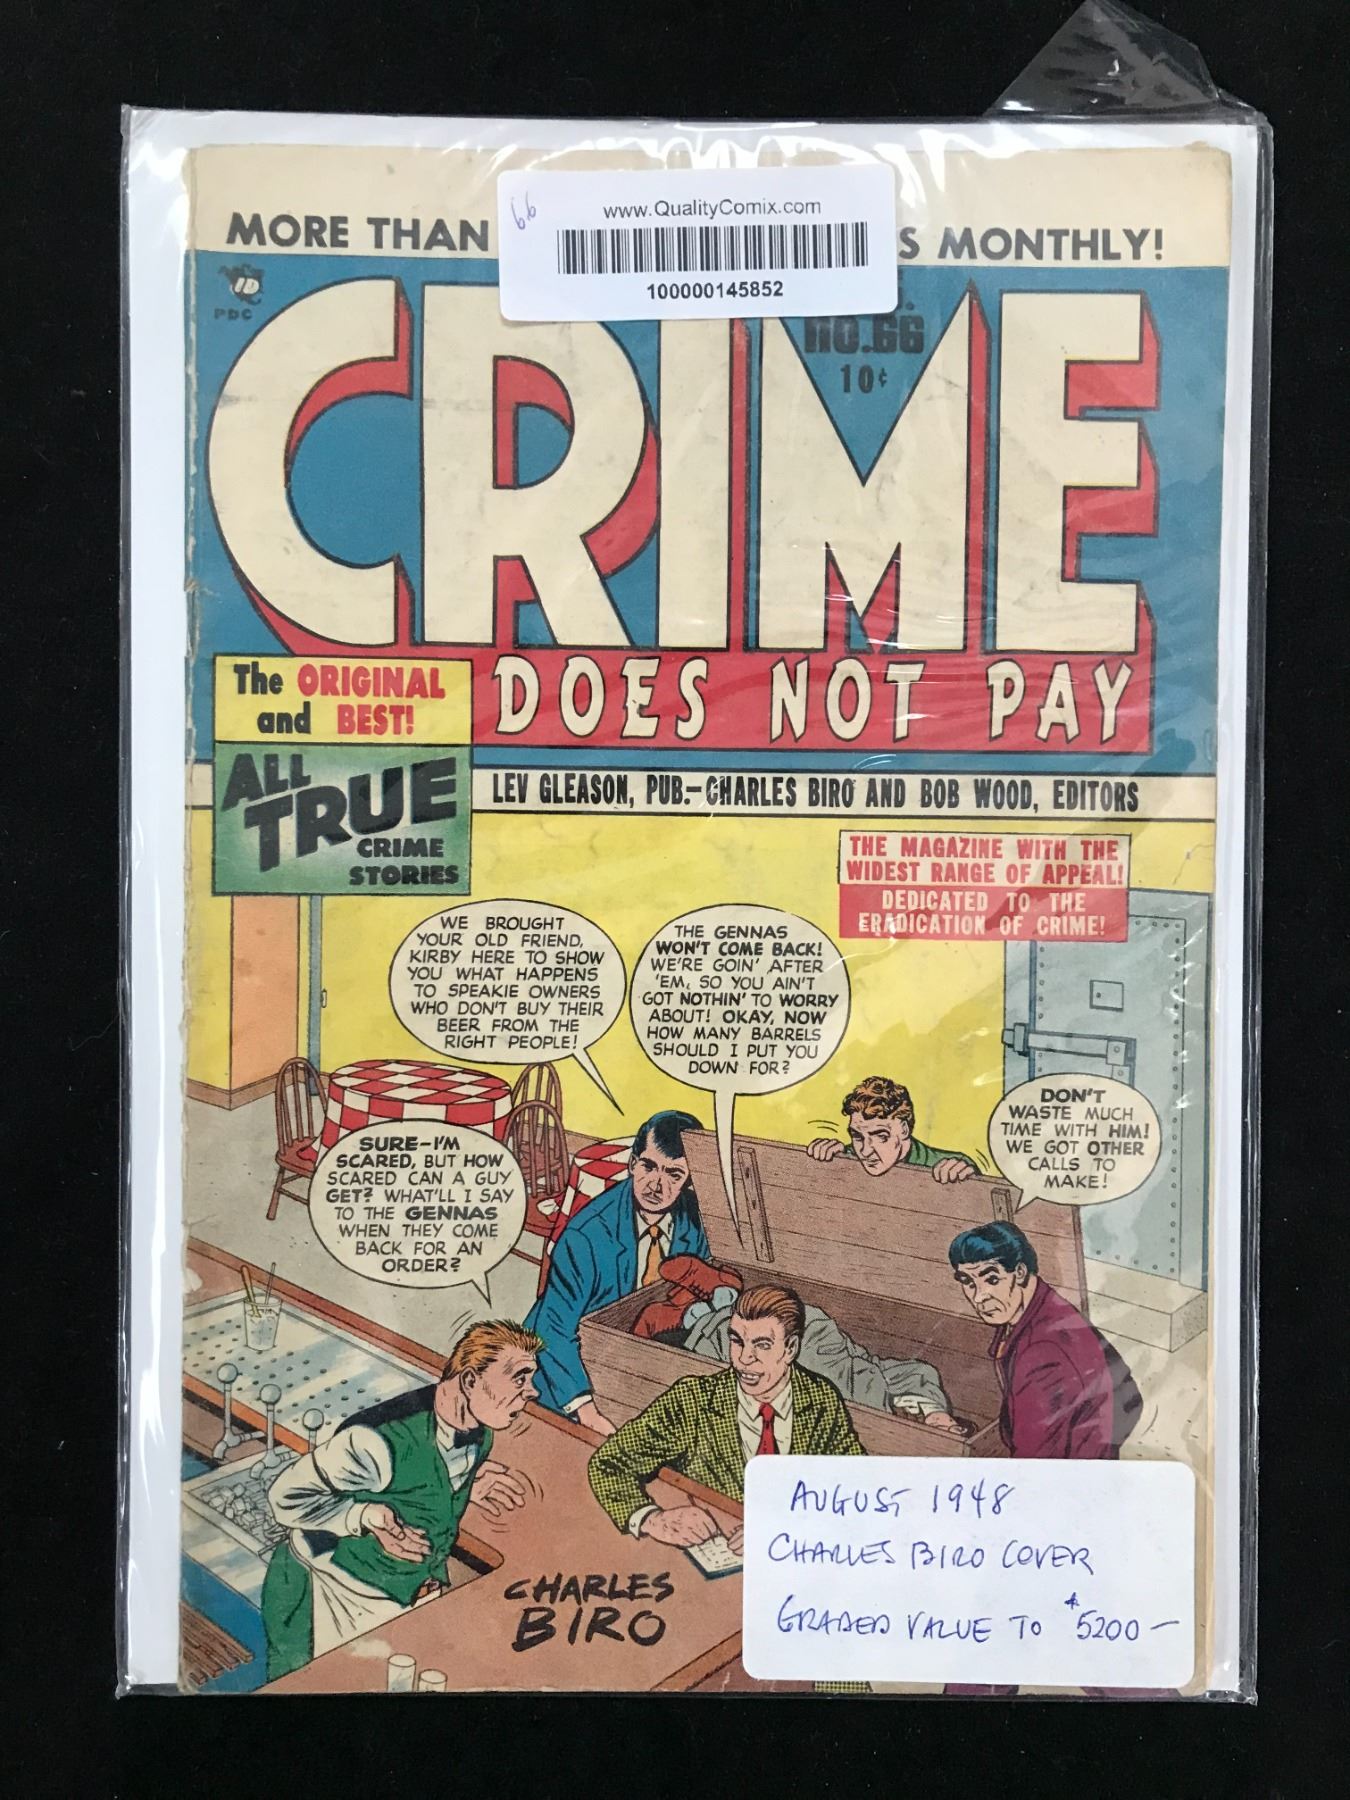 66
www.QualityComix.com
100000145852
MORE THAN
S MONTHLY!
PDC
CRIME
NO.66
10¢
DOES NOT PAY
The ORIGINAL
and BEST!
ALL
TRUE
CRIME
STORIES
LEV GLEASON, PUB.-CHARLES BIRO AND BOB WOOD, EDITORS
THE MAGAZINE WITH THE
WIDEST RANGE OF APPEAL!
DEDICATED TO THE
ERADICATION OF CRIME!
WE BROUGHT
YOUR OLD FRIEND,
KIRBY HERE TO SHOW
YOU WHAT HAPPENS
TO SPEAKIE OWNERS
WHO DON'T BUY THEIR
BEER FROM THE
RIGHT PEOPLE!
THE GENNAS
WON'T COME BACK!
WE'RE GOIN' AFTER
'EM, SO YOU AIN'T
GOT NOTHIN' TO WORRY
ABOUT! OKAY, NOW
HOW MANY BARRELS
SHOULD I PUT YOU
DOWN FOR?
DON'T
WASTE MUCH
TIME WITH HIM!
WE GOT OTHER
CALLS TO
MAKE!
SURE-I'M
SCARED, BUT HOW
SCARED CAN A GUY
GET? WHAT'LL I SAY
TO THE GENNAS
WHEN THEY COME
BACK FOR AN
ORDER?
CHARLES
BIRO
AUGUST 1948
CHARLES BIRO COVER
GRADED VALUE TO $5200-